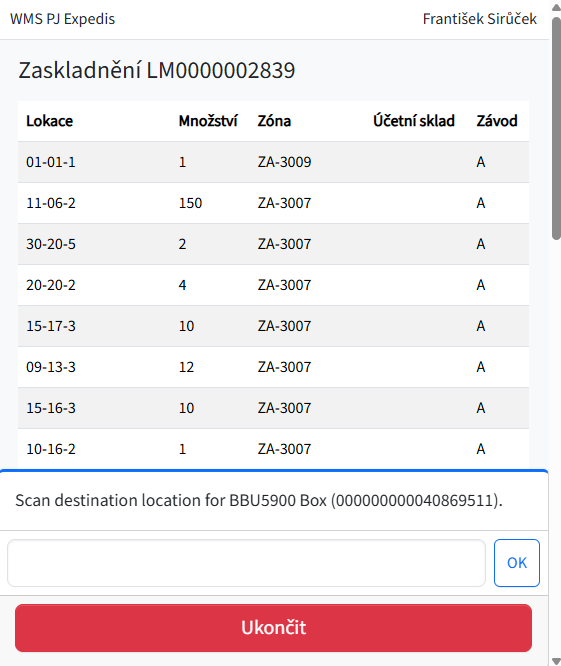 WMS PJ Expedis František Sirůček
Zaskladnění LM0000002839
Lokace Množství Zóna Účetní sklad Závod
01-01-1 1 ZA-3009 A
11-06-2 150 ZA-3007 A
30-20-5 2 ZA-3007 A
20-20-2 4 ZA-3007 A
15-17-3 10 ZA-3007 A
09-13-3 12 ZA-3007 A
15-16-3 10 ZA-3007 A
10-16-2 1 ZA-3007 A
Scan destination location for BBU5900 Box (000000000040869511).
OK
Ukončit